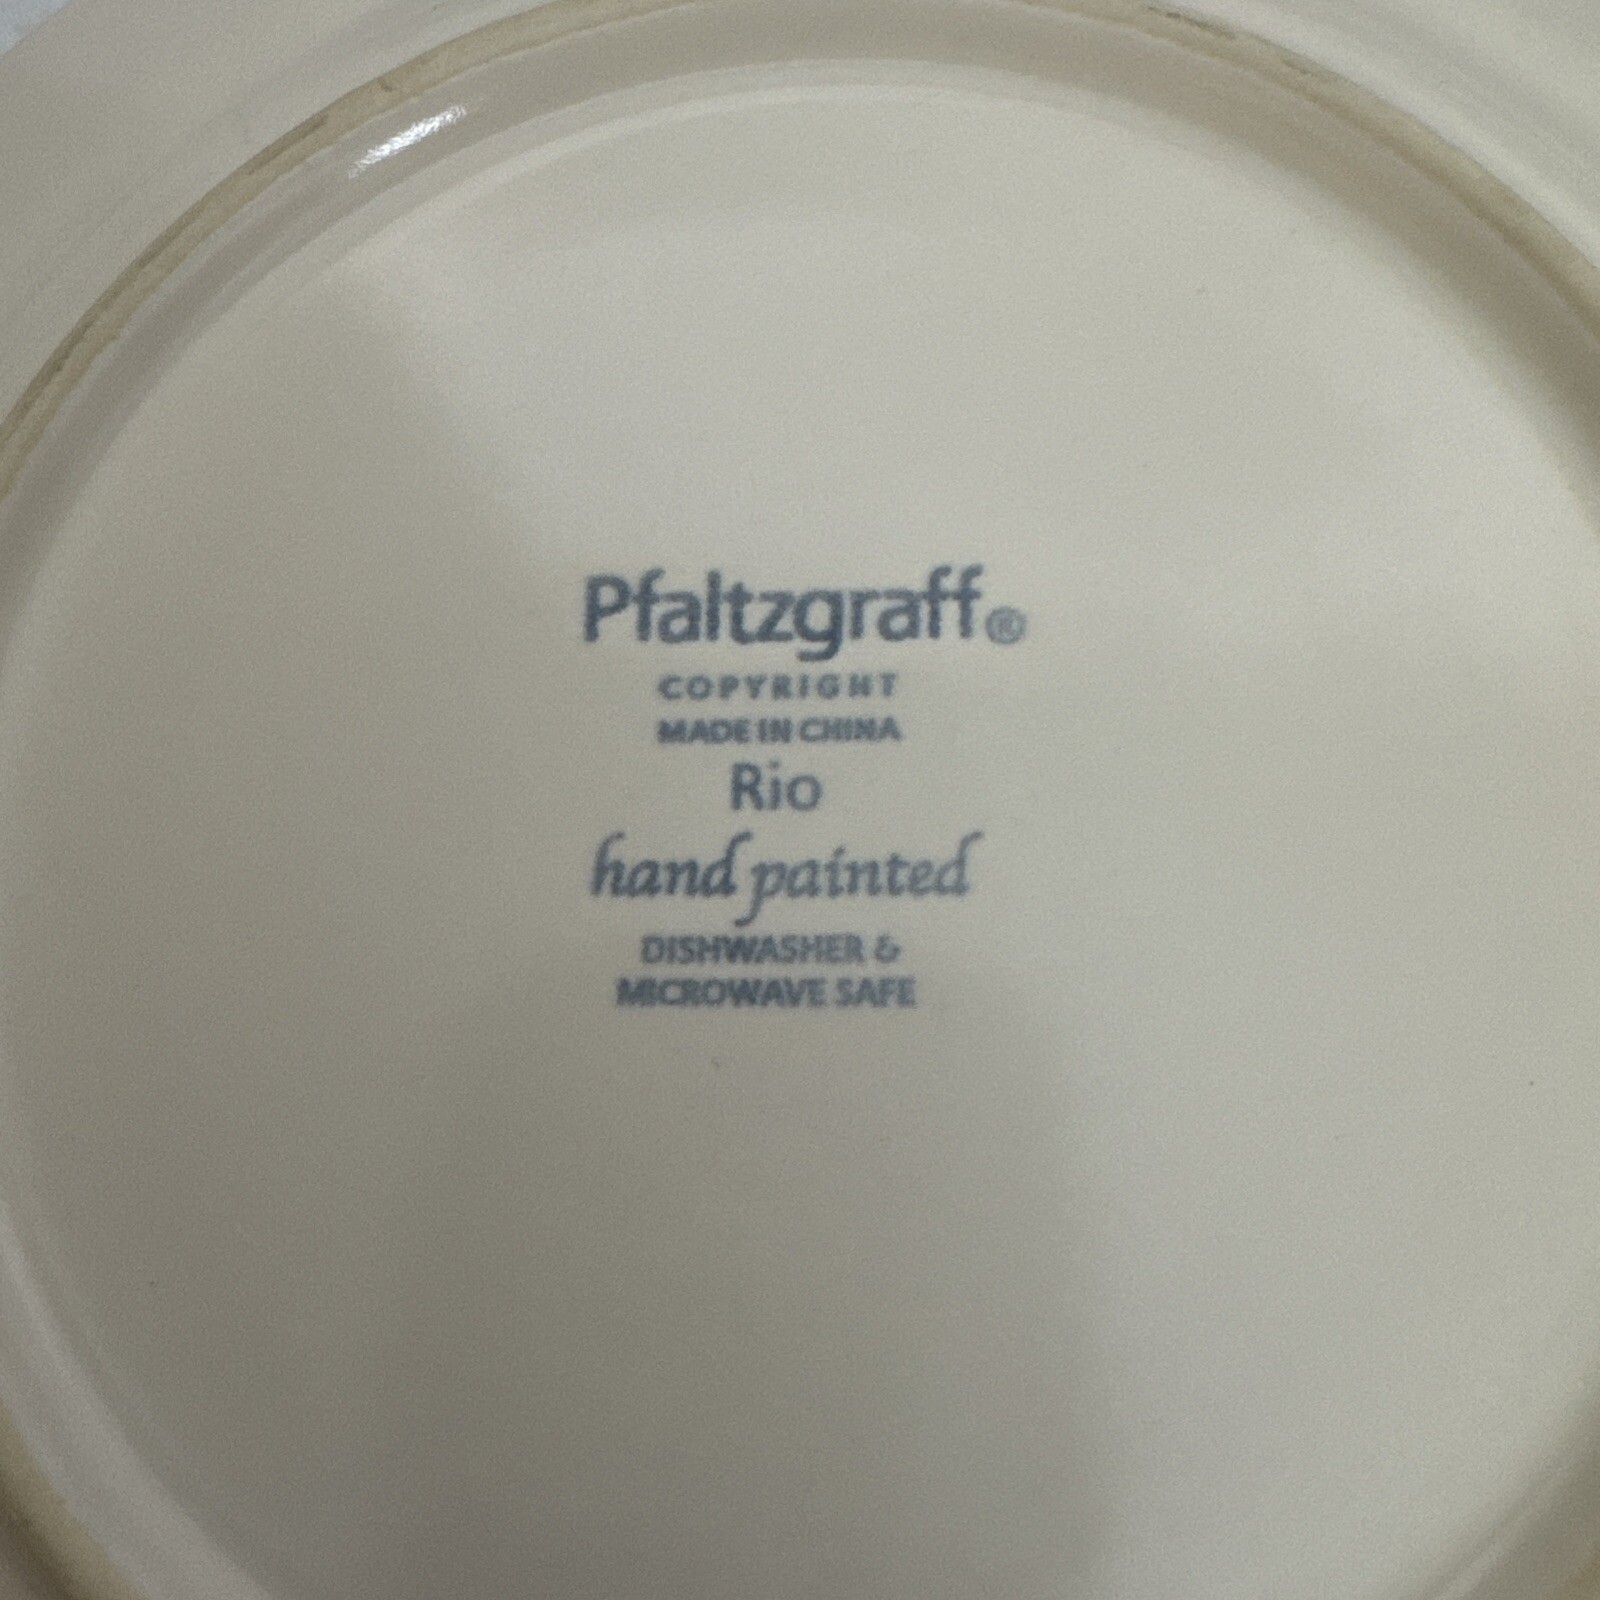 Pfaltzgraff®
COPYRIGHT
MADE IN CHINA
Rio
hand painted
DISHWASHER &
MICROWAVE SAFE